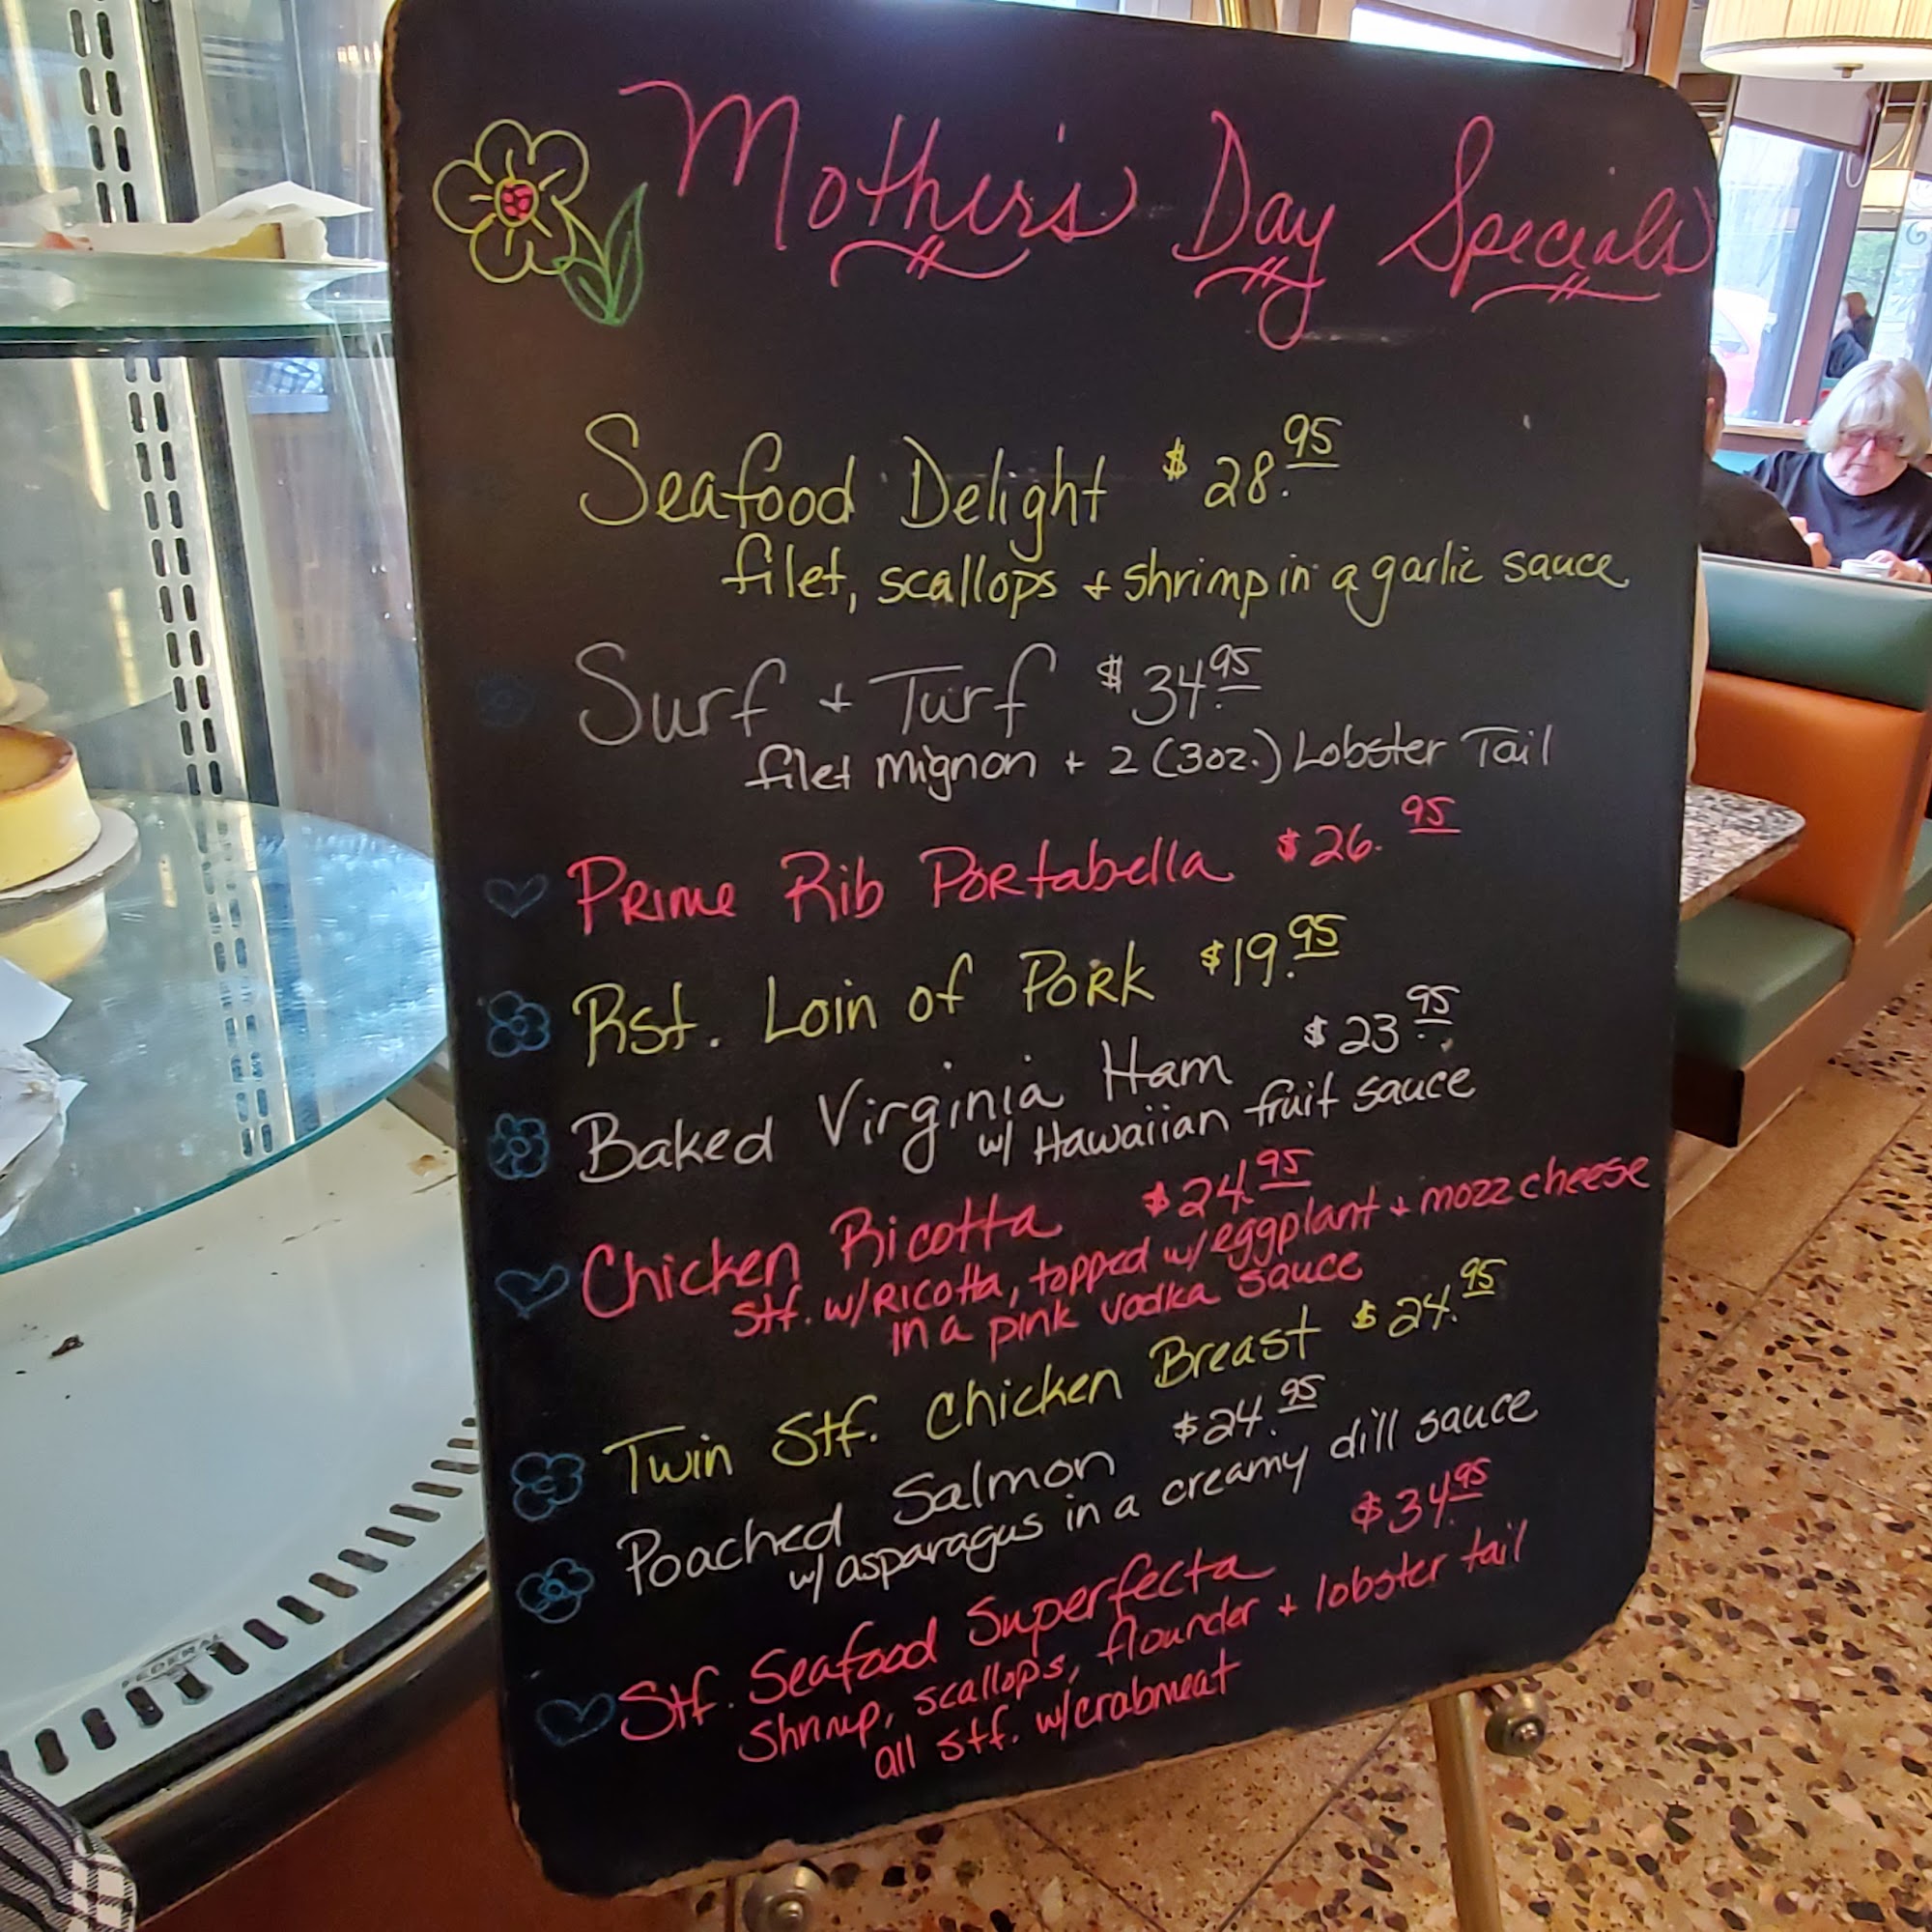 Mother's Day Specials
Seafood Delight $28.95
filet, scallops + shrimp in a garlic sauce
Surf + Turf $34.95
filet mignon + 2 (3oz.) Lobster Tail
Prime Rib Portabella $26.95
Rst. Loin of Pork $19.95
Baked Virginia Ham $23.95
w/ Hawaiian fruit sauce
Chicken Ricotta $24.95
Stf. w/ Ricotta, topped w/ eggplant + mozz cheese
in a pink vodka sauce
Twin Stf. Chicken Breast $24.95
Poached Salmon $24.95
w/ asparagus in a creamy dill sauce
Stf. Seafood Superfecta $34.95
Shrimp, scallops, flounder + lobster tail
all stf. w/ crabmeat
FEDERAL